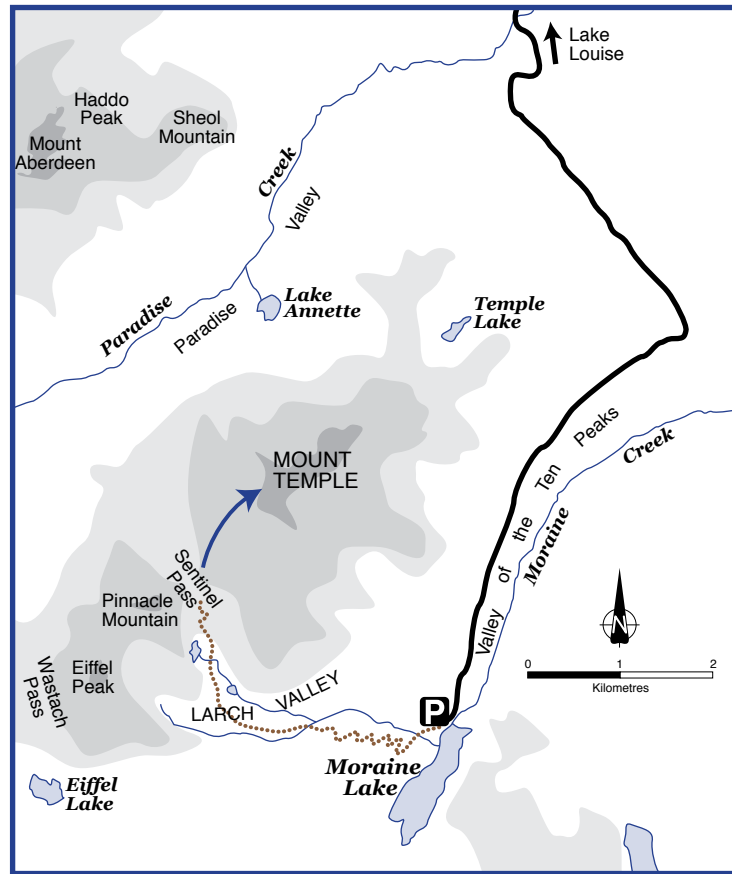 Lake
Louise
Haddo
Peak
Sheol
Mountain
Mount
Aberdeen
Creek
Valley
Paradise
Paradise
Lake
Annette
Temple
Lake
MOUNT
TEMPLE
Peaks
Ten
the
of
Valley
Creek
Moraine
Sentinel
Pass
Pinnacle
Mountain
Eiffel
Peak
Wastach
Pass
VALLEY
LARCH
P
N
0 1 2
Kilometres
Moraine
Lake
Eiffel
Lake